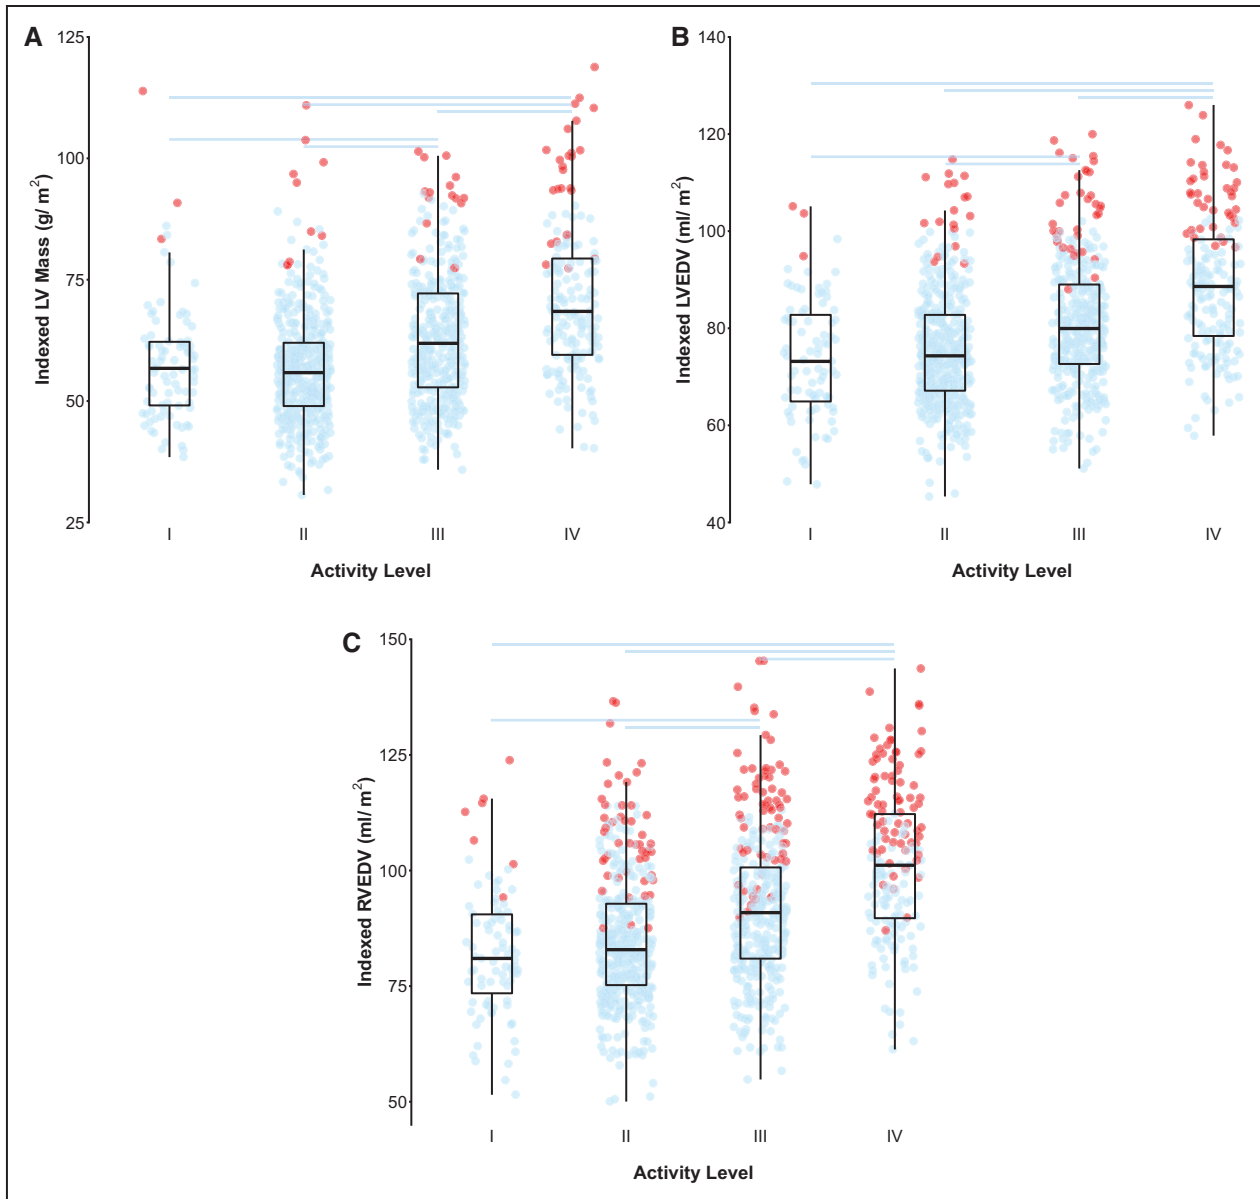 A
B
125
100
75
50
25
Indexed LV Mass (g/ m²)
I II III IV
Activity Level
140
120
100
80
60
40
Indexed LVEDV (ml/ m²)
I II III IV
Activity Level
C
150
125
100
75
50
Indexed RVEDV (ml/ m²)
I II III IV
Activity Level